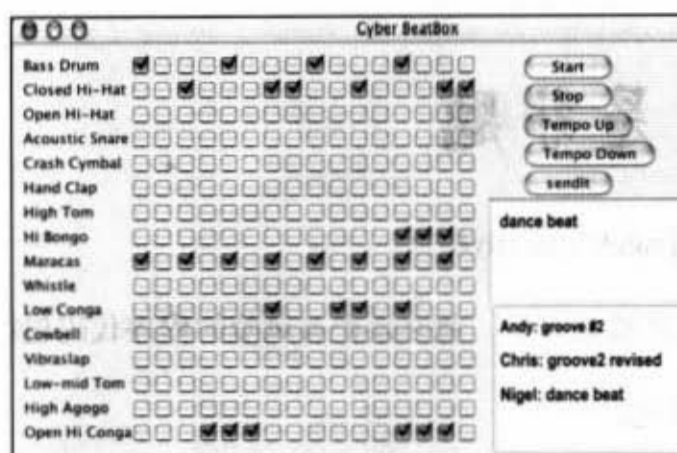 Cyber BeatBox
Bass Drum
Closed Hi-Hat
Open Hi-Hat
Acoustic Snare
Crash Cymbal
Hand Clap
High Tom
Hi Bongo
Maracas
Whistle
Low Conga
Cowbell
Vibraslap
Low-mid Tom
High Agogo
Open Hi Conga
Start
Stop
Tempo Up
Tempo Down
sendIt
dance beat
Andy: groove #2
Chris: groove2 revised
Nigel: dance beat